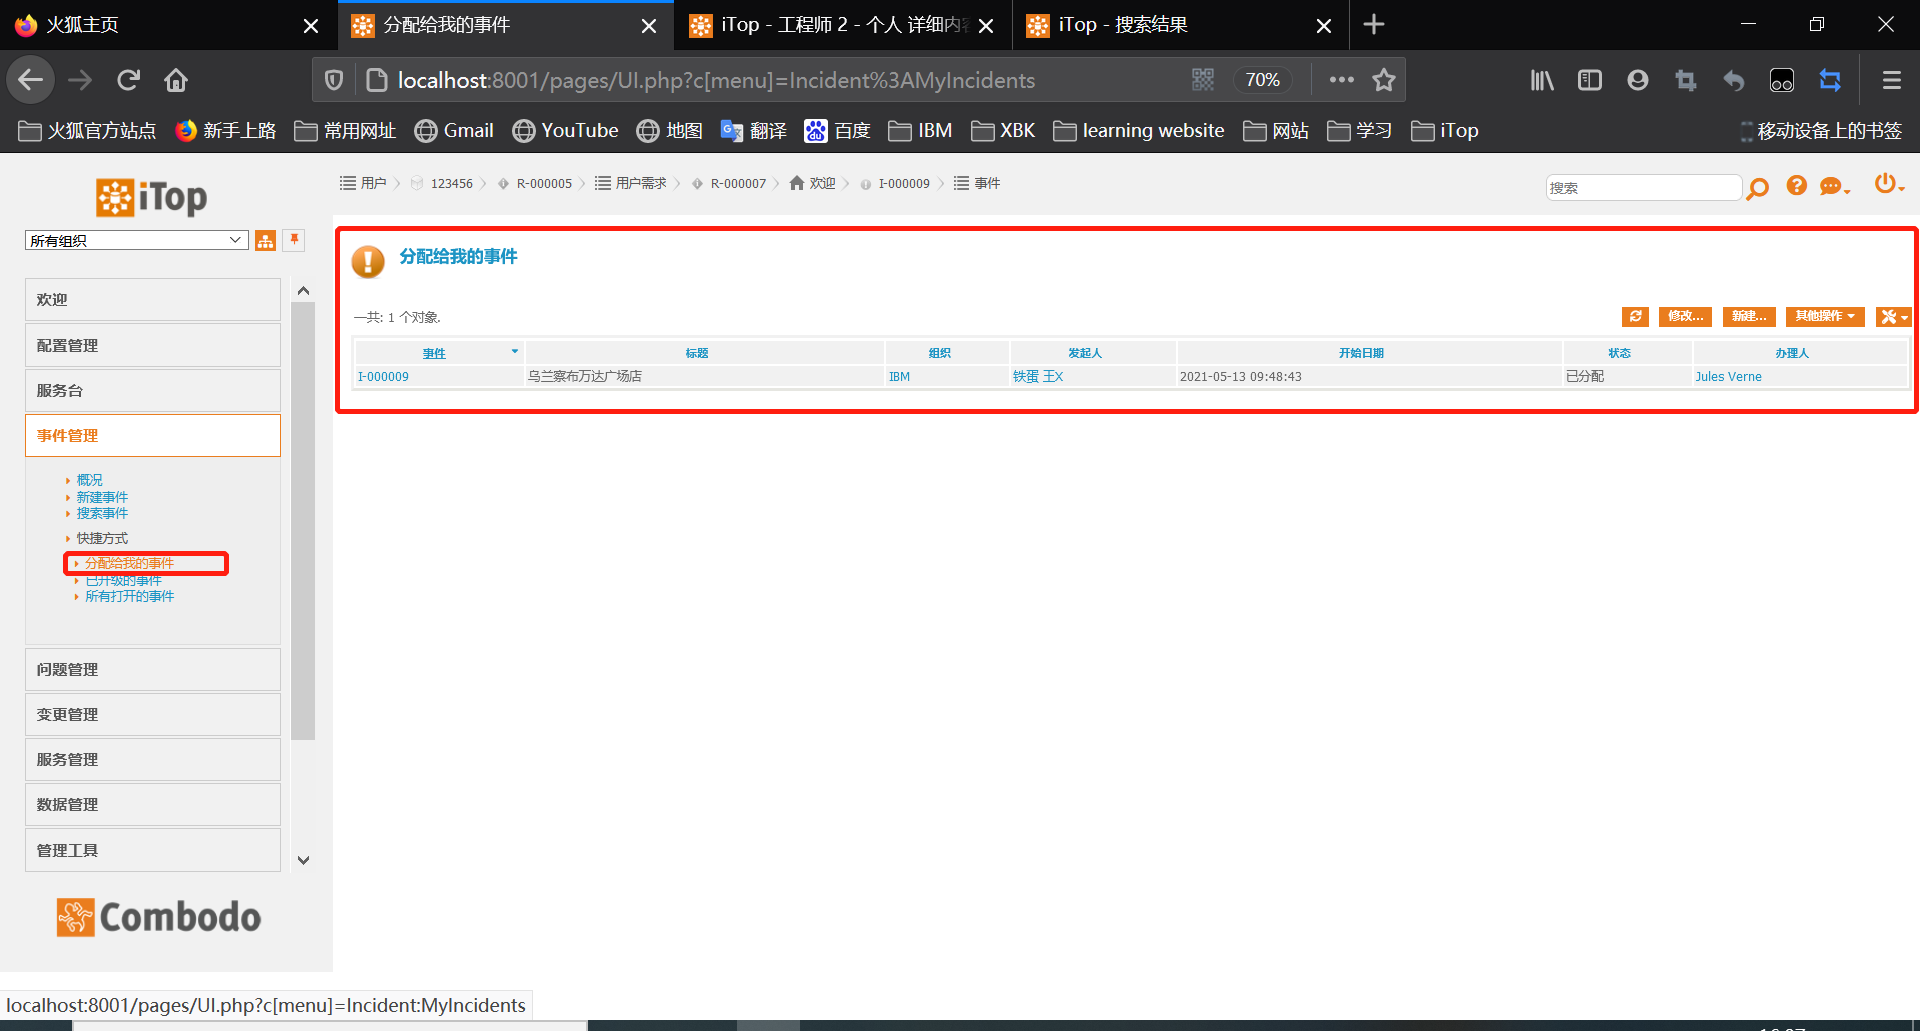 火狐主页
分配给我的事件
iTop - 工程师 2 - 个人 详细内容
iTop - 搜索结果
localhost:8001/pages/UI.php?c[menu]=Incident%3AMyIncidents
70%
火狐官方站点 新手上路 常用网址 Gmail YouTube 地图 翻译 百度 IBM XBK learning website 网站 学习 iTop 移动设备上的书签
iTop
用户 123456 R-000005 用户需求 R-000007 欢迎 I-000009 事件
搜索
所有组织
欢迎
配置管理
服务台
事件管理
概况
新建事件
搜索事件
快捷方式
分配给我的事件
已升级的事件
所有打开的事件
问题管理
变更管理
服务管理
数据管理
管理工具
Combodo
分配给我的事件
一共: 1 个对象.
修改... 新建... 其他操作
事件 标题 组织 发起人 开始日期 状态 办理人
I-000009 乌兰察布万达广场店 IBM 铁蛋 王X 2021-05-13 09:48:43 已分配 Jules Verne
localhost:8001/pages/UI.php?c[menu]=Incident:MyIncidents